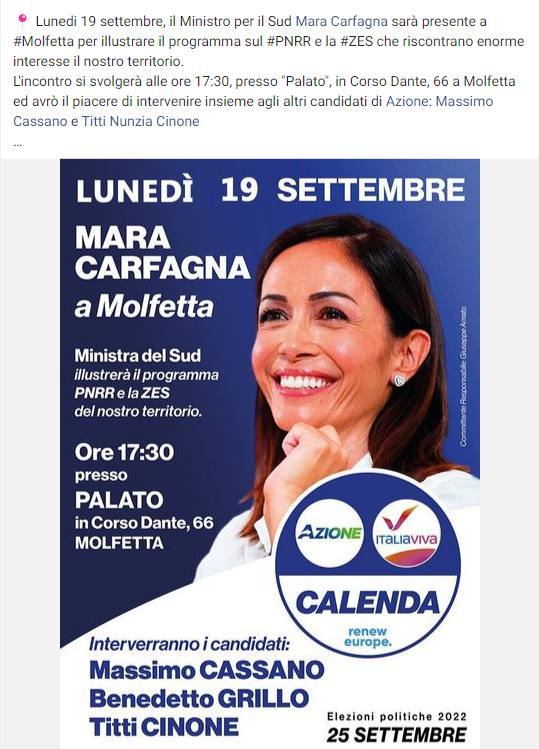 📍 Lunedì 19 settembre, il Ministro per il Sud Mara Carfagna sarà presente a
#Molfetta per illustrare il programma sul #PNRR e la #ZES che riscontrano enorme
interesse il nostro territorio.
L'incontro si svolgerà alle ore 17:30, presso "Palato", in Corso Dante, 66 a Molfetta
ed avrò il piacere di intervenire insieme agli altri candidati di Azione: Massimo
Cassano e Titti Nunzia Cinone
...
LUNEDÌ 19 SETTEMBRE
MARA
CARFAGNA
a Molfetta
Ministra del Sud
illustrerà il programma
PNRR e la ZES
del nostro territorio.
Ore 17:30
presso
PALATO
in Corso Dante, 66
MOLFETTA
Committente Responsabile: Giuseppe Amato
AZIONE
ITALIAVIVA
CALENDA
renew
europe.
Interverranno i candidati:
Massimo CASSANO
Benedetto GRILLO
Titti CINONE
Elezioni politiche 2022
25 SETTEMBRE